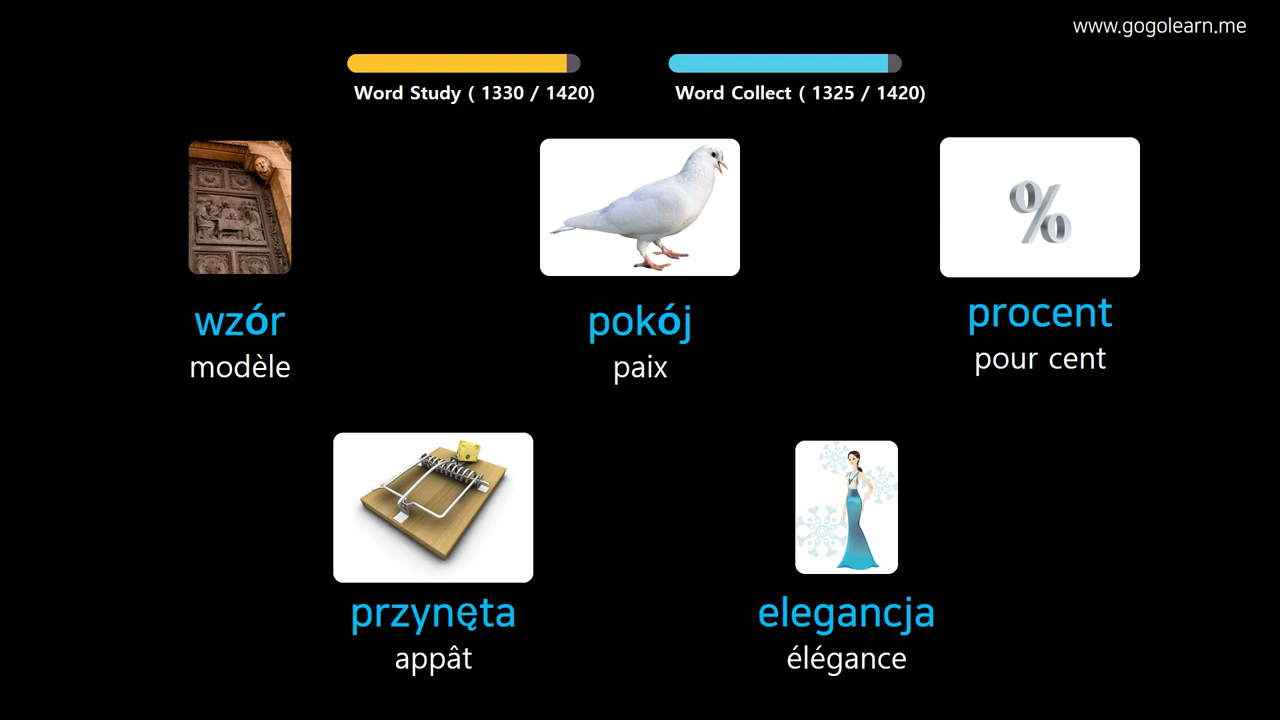 www.gogolearn.me
Word Study ( 1330 / 1420)
Word Collect ( 1325 / 1420)
wzór
modèle
pokój
paix
procent
pour cent
%
przynęta
appât
elegancja
élégance